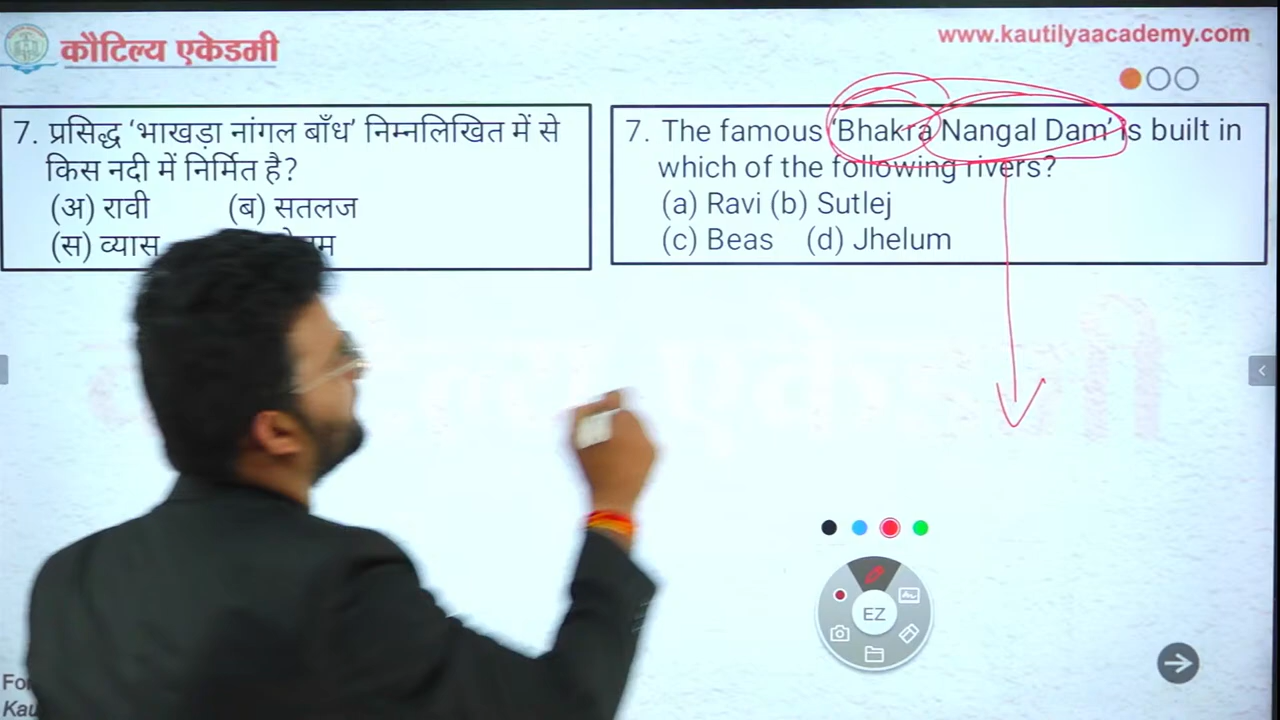 कौटिल्य एकेडमी
www.kautilyaacademy.com
7. प्रसिद्ध ‘भाखड़ा नांगल बाँध’ निम्नलिखित में से
किस नदी में निर्मित है?
(अ) रावी (ब) सतलज
(स) व्यास
7. The famous ‘Bhakra Nangal Dam’ is built in
which of the following rivers?
(a) Ravi (b) Sutlej
(c) Beas (d) Jhelum
EZ